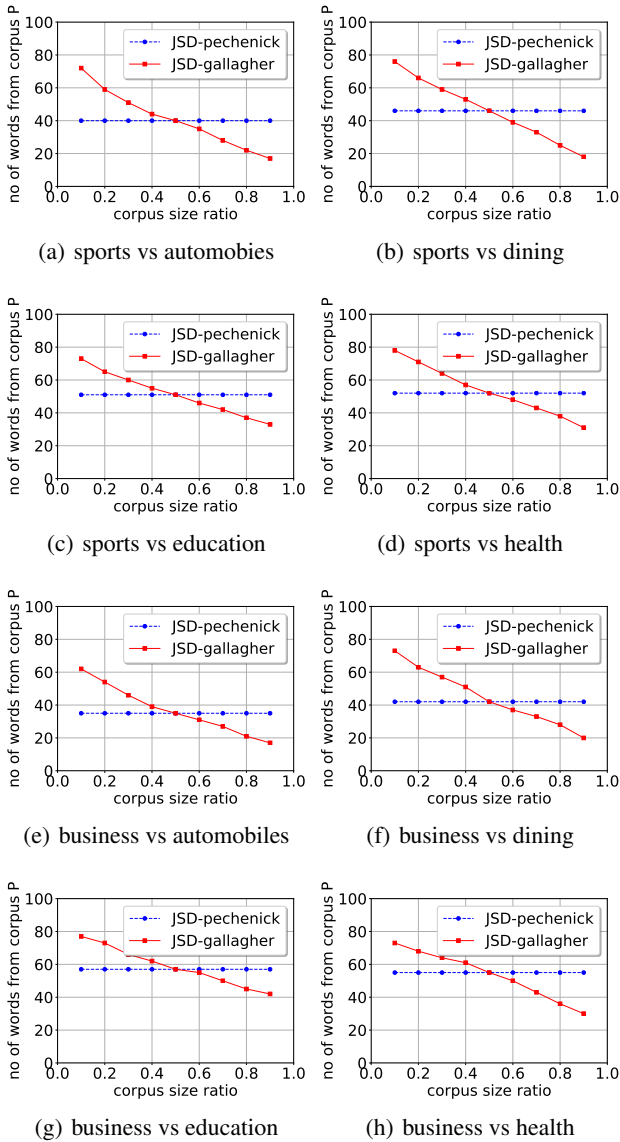 no of words from corpus P
100
80
60
40
20
0
JSD-pechenick
JSD-gallagher
0.0 0.2 0.4 0.6 0.8 1.0
corpus size ratio
(a) sports vs automobies
no of words from corpus P
100
80
60
40
20
0
JSD-pechenick
JSD-gallagher
0.0 0.2 0.4 0.6 0.8 1.0
corpus size ratio
(b) sports vs dining
no of words from corpus P
100
80
60
40
20
0
JSD-pechenick
JSD-gallagher
0.0 0.2 0.4 0.6 0.8 1.0
corpus size ratio
(c) sports vs education
no of words from corpus P
100
80
60
40
20
0
JSD-pechenick
JSD-gallagher
0.0 0.2 0.4 0.6 0.8 1.0
corpus size ratio
(d) sports vs health
no of words from corpus P
100
80
60
40
20
0
JSD-pechenick
JSD-gallagher
0.0 0.2 0.4 0.6 0.8 1.0
corpus size ratio
(e) business vs automobiles
no of words from corpus P
100
80
60
40
20
0
JSD-pechenick
JSD-gallagher
0.0 0.2 0.4 0.6 0.8 1.0
corpus size ratio
(f) business vs dining
no of words from corpus P
100
80
60
40
20
0
JSD-pechenick
JSD-gallagher
0.0 0.2 0.4 0.6 0.8 1.0
corpus size ratio
(g) business vs education
no of words from corpus P
100
80
60
40
20
0
JSD-pechenick
JSD-gallagher
0.0 0.2 0.4 0.6 0.8 1.0
corpus size ratio
(h) business vs health